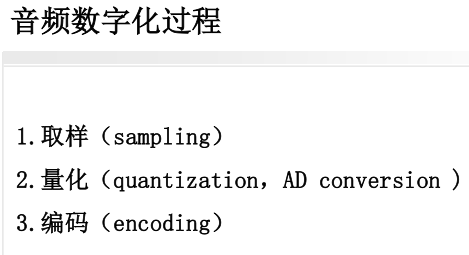 音频数字化过程
1.取样（sampling）
2.量化（quantization，AD conversion ）
3.编码（encoding）